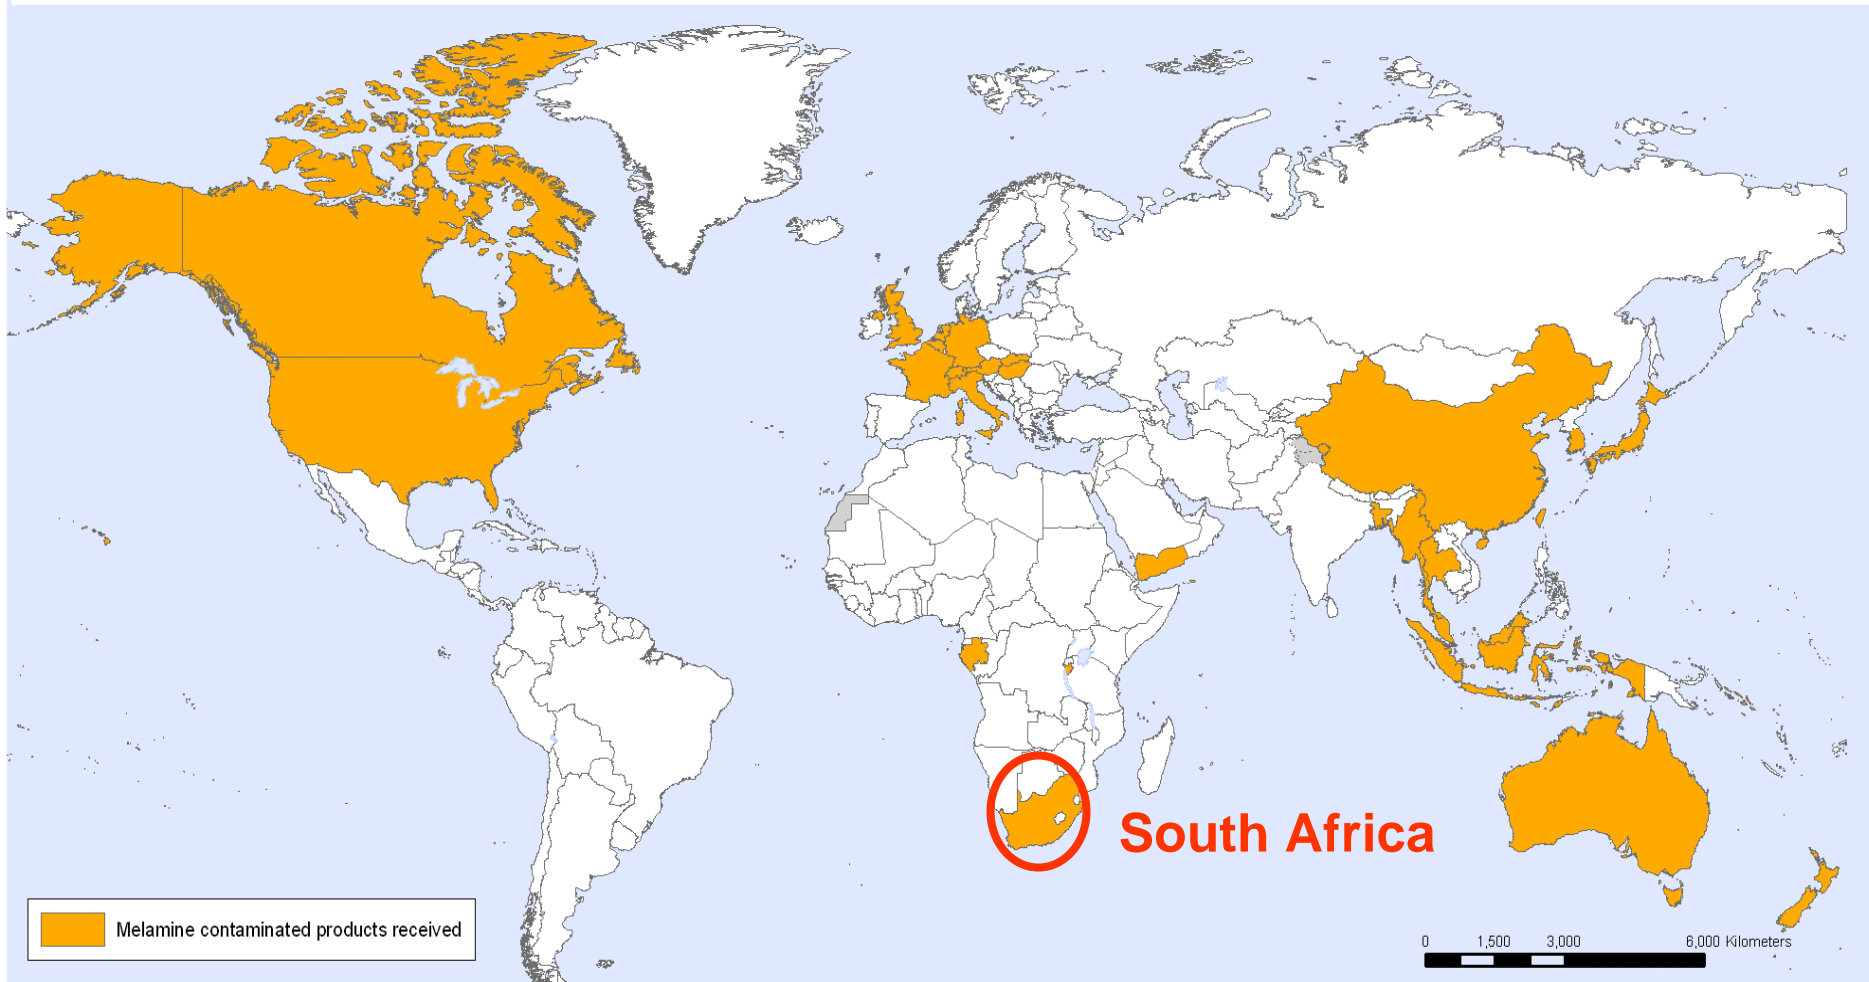 South Africa
Melamine contaminated products received
0 1,500 3,000 6,000 Kilometers